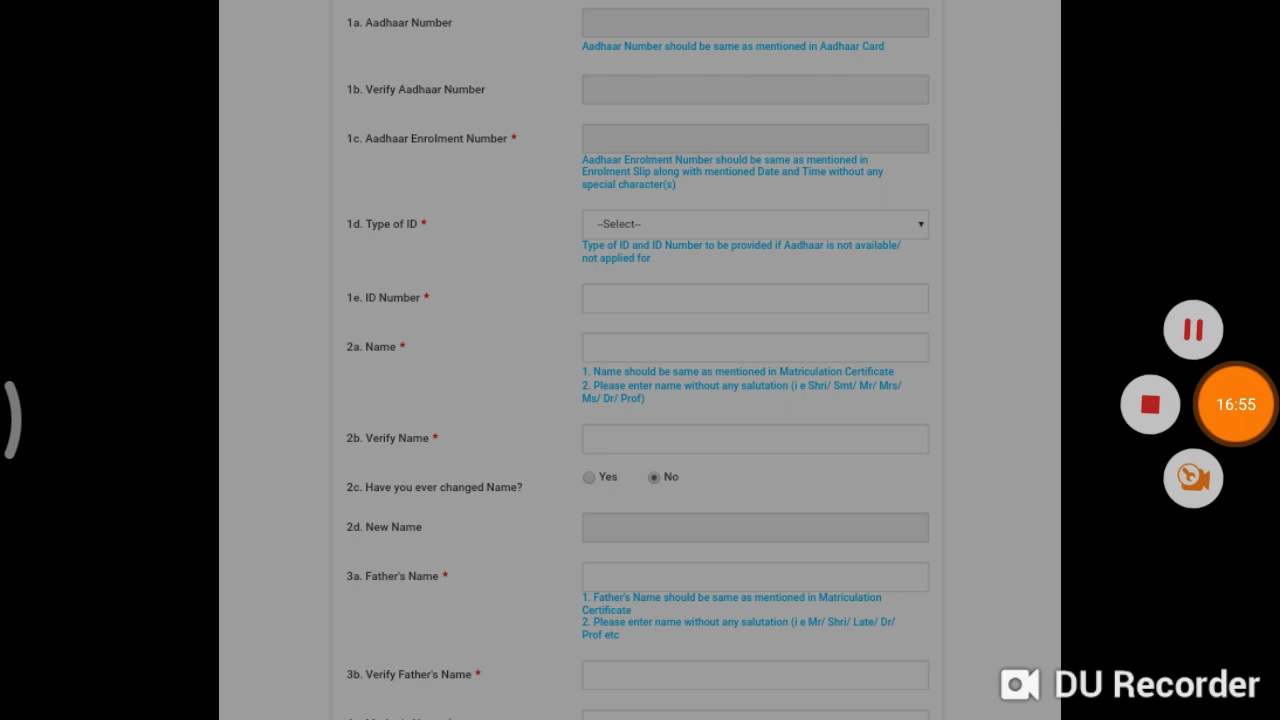 1a. Aadhaar Number
Aadhaar Number should be same as mentioned in Aadhaar Card
1b. Verify Aadhaar Number
1c. Aadhaar Enrolment Number *
Aadhaar Enrolment Number should be same as mentioned in
Enrolment Slip along with mentioned Date and Time without any
special character(s)
1d. Type of ID *
--Select--
Type of ID and ID Number to be provided if Aadhaar is not available/
not applied for
1e. ID Number *
2a. Name *
1. Name should be same as mentioned in Matriculation Certificate
2. Please enter name without any salutation (i e Shri/ Smt/ Mr/ Mrs/
Ms/ Dr/ Prof)
2b. Verify Name *
2c. Have you ever changed Name?
Yes No
2d. New Name
3a. Father's Name *
1. Father's Name should be same as mentioned in Matriculation
Certificate
2. Please enter name without any salutation (i e Mr/ Shri/ Late/ Dr/
Prof etc
3b. Verify Father's Name *
16:55
DU Recorder